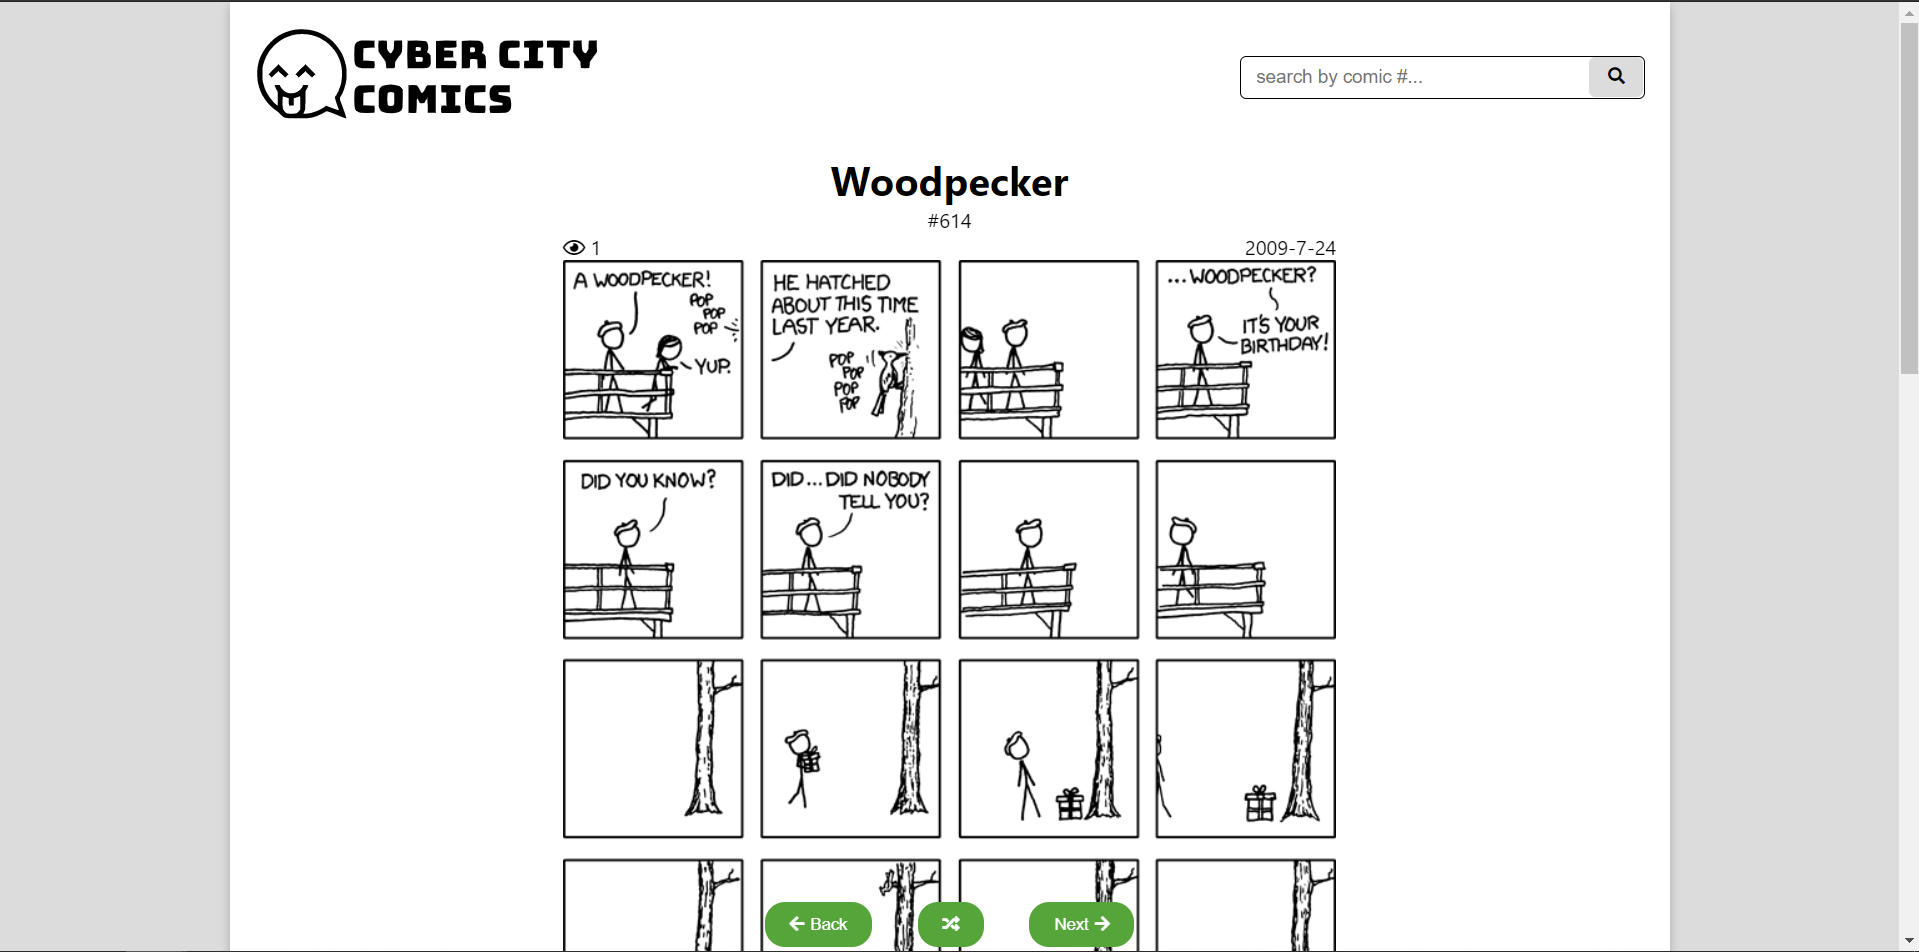 CYBER CITY
COMICS
search by comic #...
Woodpecker
#614
1
2009-7-24
A WOODPECKER!
POP
POP
POP
YUP.
HE HATCHED
ABOUT THIS TIME
LAST YEAR.
POP
POP
POP
POP
...WOODPECKER?
IT'S YOUR
BIRTHDAY!
DID YOU KNOW?
DID...DID NOBODY
TELL YOU?
Back
Next